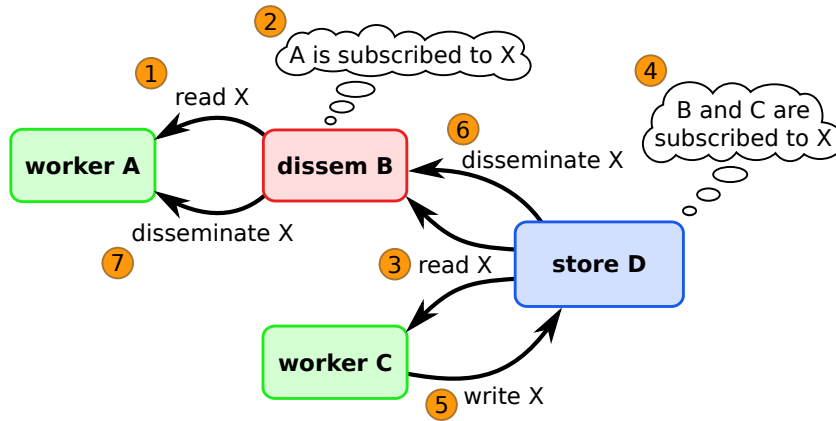 2
A is subscribed to X
1
read X
4
B and C are
subscribed to X
6
worker A
dissem B
disseminate X
disseminate X
7
3
read X
store D
worker C
5
write X